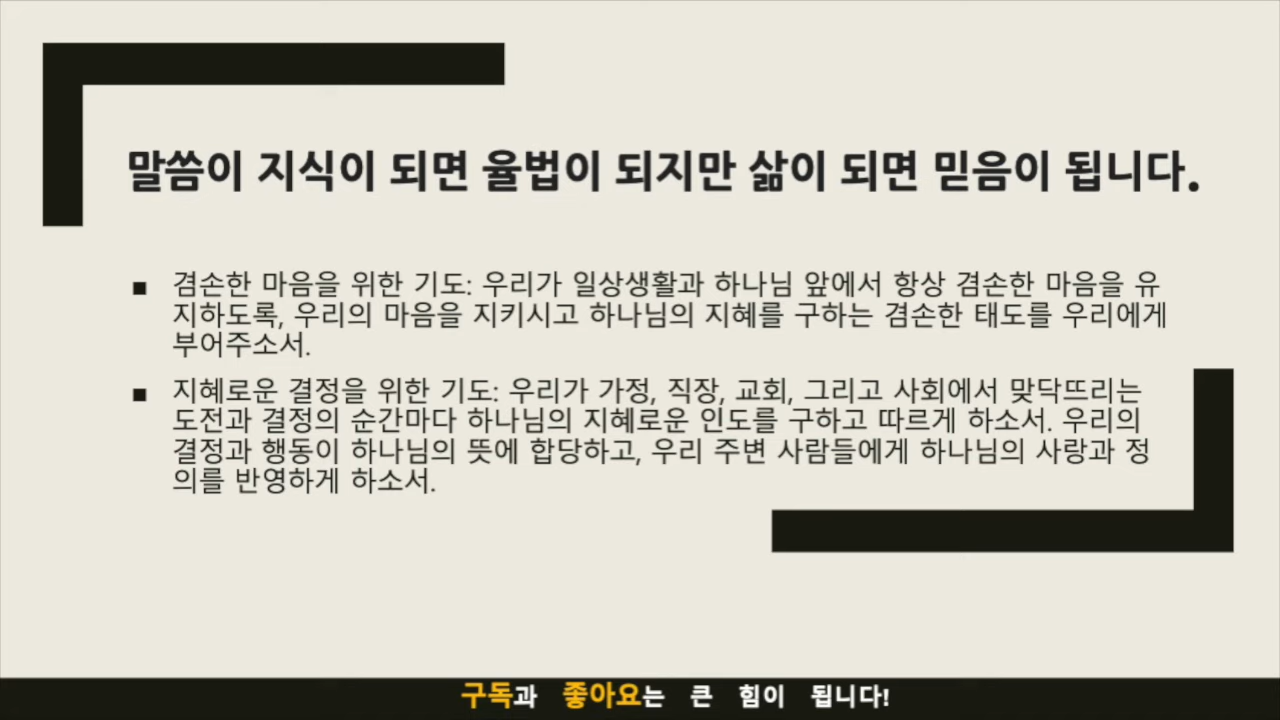 말씀이 지식이 되면 율법이 되지만 삶이 되면 믿음이 됩니다.
■ 겸손한 마음을 위한 기도: 우리가 일상생활과 하나님 앞에서 항상 겸손한 마음을 유
지하도록, 우리의 마음을 지키시고 하나님의 지혜를 구하는 겸손한 태도를 우리에게
부어주소서.
■ 지혜로운 결정을 위한 기도: 우리가 가정, 직장, 교회, 그리고 사회에서 맞닥뜨리는
도전과 결정의 순간마다 하나님의 지혜로운 인도를 구하고 따르게 하소서. 우리의
결정과 행동이 하나님의 뜻에 합당하고, 우리 주변 사람들에게 하나님의 사랑과 정
의를 반영하게 하소서.
구독과 좋아요는 큰 힘이 됩니다!